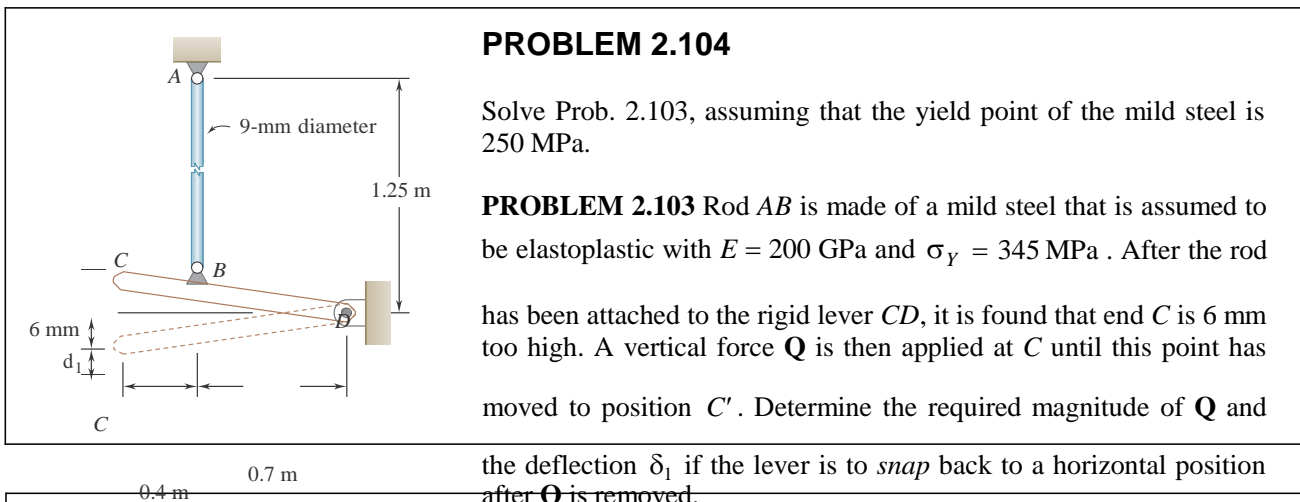 PROBLEM 2.104
Solve Prob. 2.103, assuming that the yield point of the mild steel is
250 MPa.
PROBLEM 2.103 Rod AB is made of a mild steel that is assumed to
be elastoplastic with E = 200 GPa and σY = 345 MPa . After the rod
has been attached to the rigid lever CD, it is found that end C is 6 mm
too high. A vertical force Q is then applied at C until this point has
moved to position C′ . Determine the required magnitude of Q and
the deflection δ1 if the lever is to snap back to a horizontal position
after Q is removed.
A
9-mm diameter
1.25 m
C
B
D
6 mm
d1
C
0.7 m
0.4 m